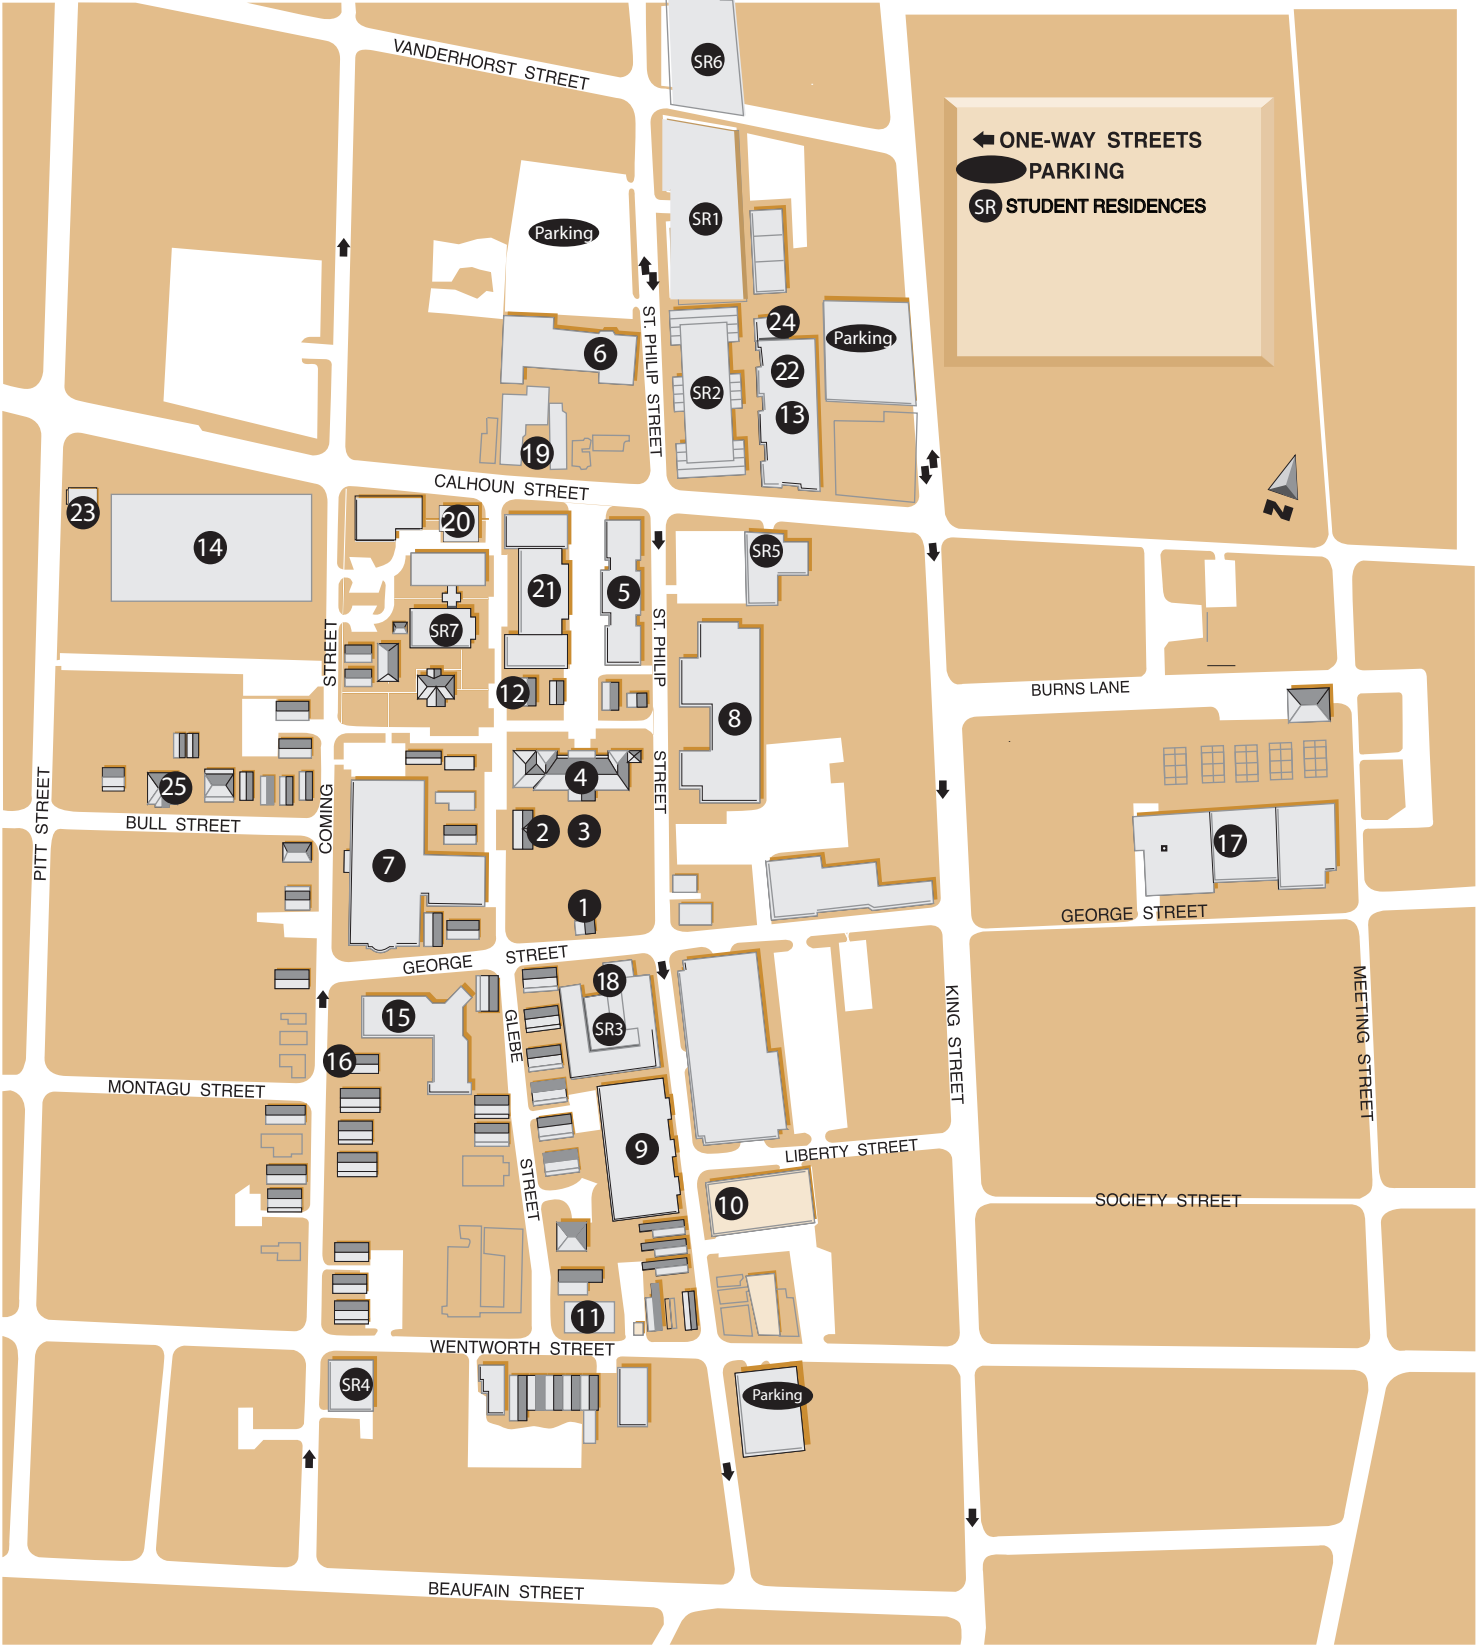 VANDERHORST STREET
SR6
ONE-WAY STREETS
PARKING
SR STUDENT RESIDENCES
Parking
SR1
ST. PHILIP STREET
24
Parking
6
22
SR2
13
19
CALHOUN STREET
N
23
20
14
SR5
21
5
SR7
STREET
ST. PHILIP
BURNS LANE
12
8
4
25
STREET
PITT STREET
BULL STREET
COMING
2
3
17
7
1
GEORGE STREET
GEORGE STREET
18
15
SR3
GLEBE
KING STREET
MEETING STREET
16
MONTAGU STREET
9
LIBERTY STREET
STREET
10
SOCIETY STREET
11
WENTWORTH STREET
SR4
Parking
BEAUFAIN STREET